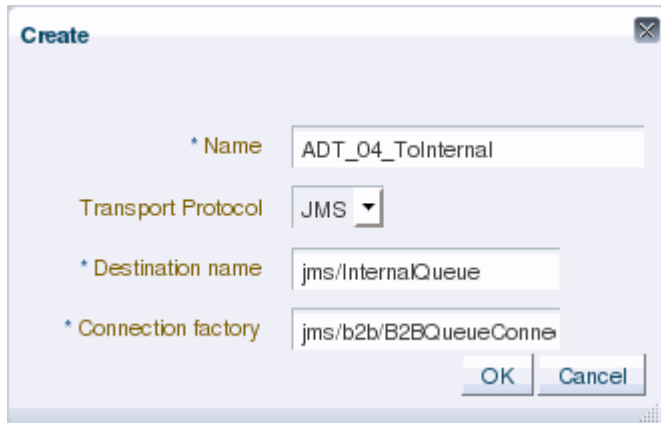 Create
* Name ADT_04_ToInternal
Transport Protocol JMS
* Destination name jms/InternalQueue
* Connection factory jms/b2b/B2BQueueConne
OK Cancel